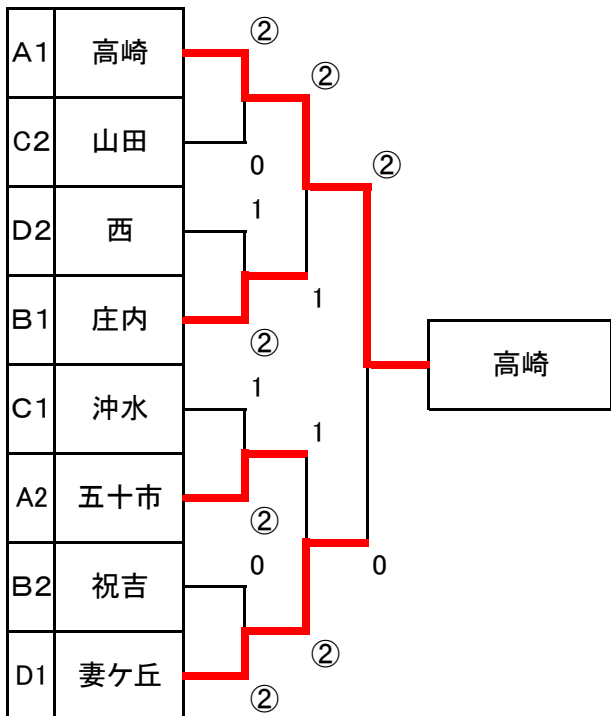 A1 高崎 ②
②
C2 山田 0 ②
D2 西 1
B1 庄内 ② 1
高崎
C1 沖水 1 1
A2 五十市 ②
B2 祝吉 0 0
D1 妻ケ丘 ② ②